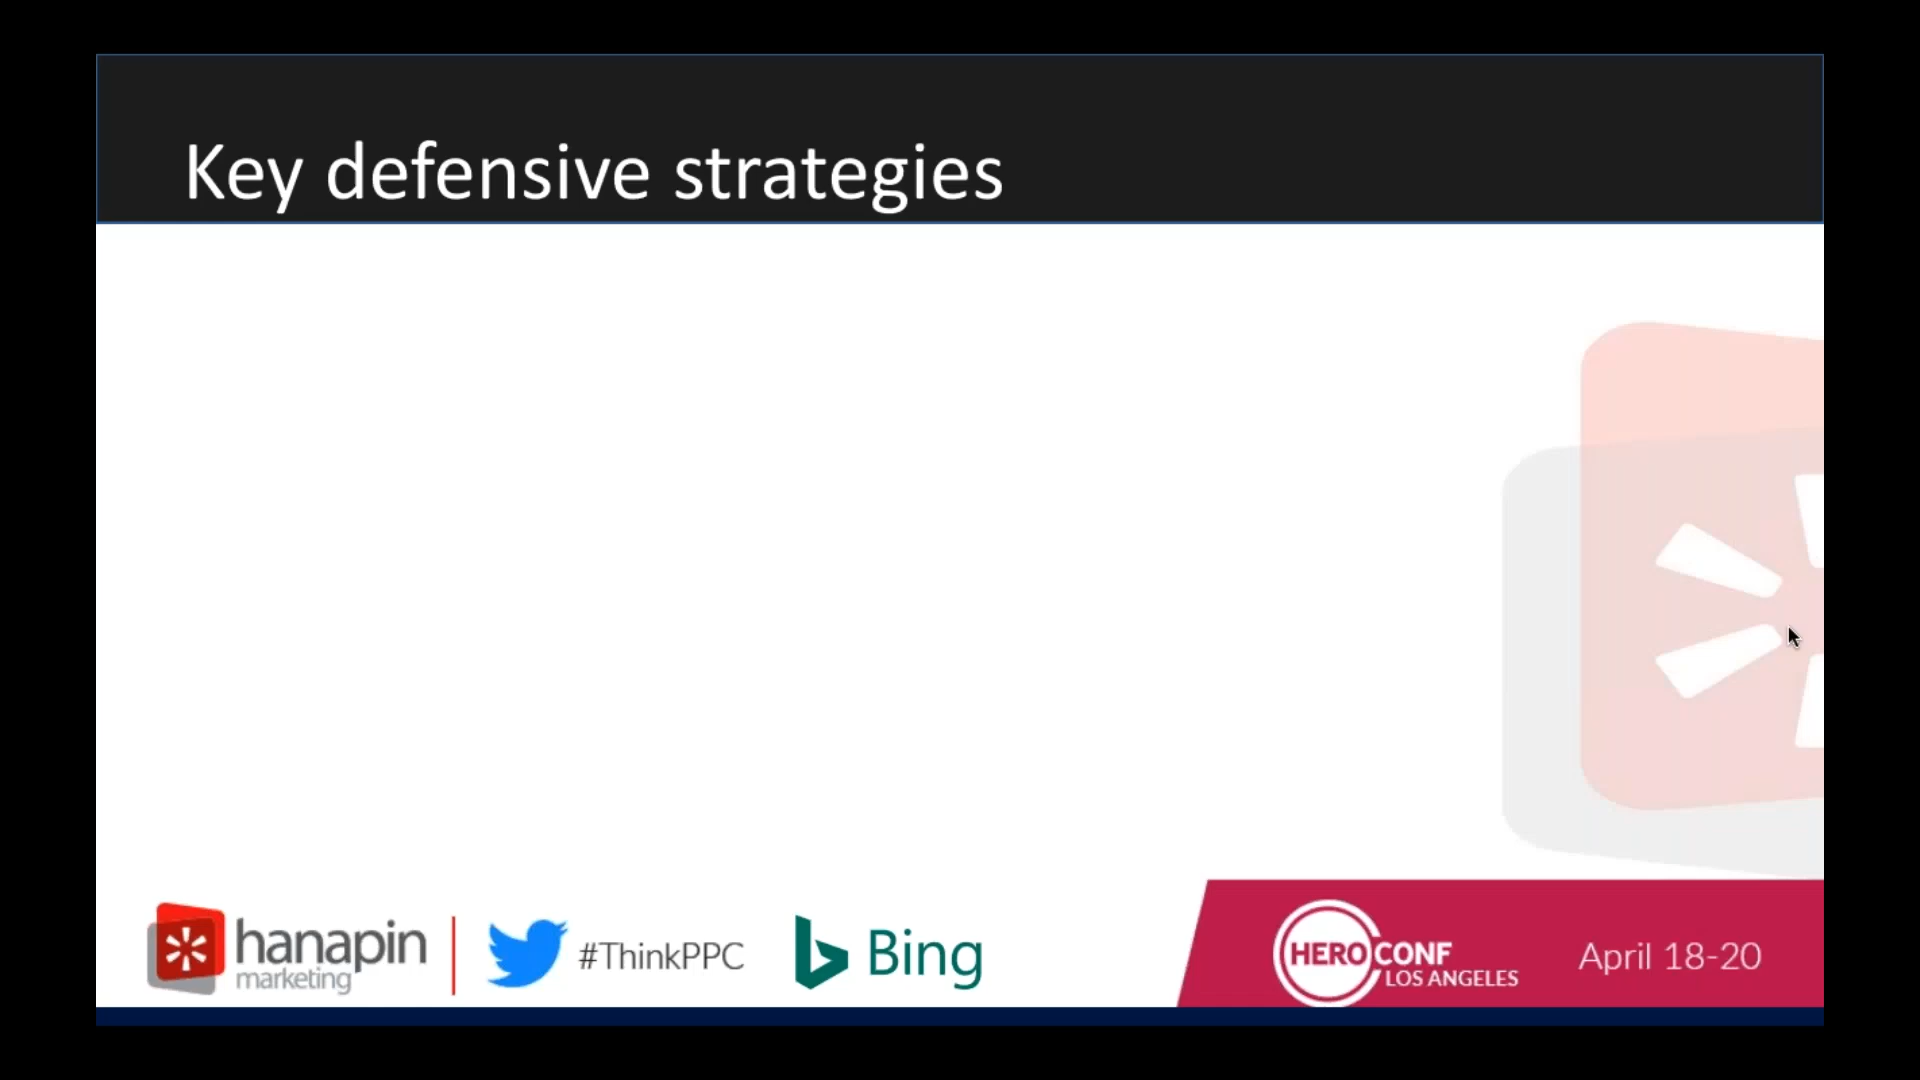 Key defensive strategies
hanapin
marketing
#ThinkPPC
Bing
HERO CONF
LOS ANGELES
April 18-20